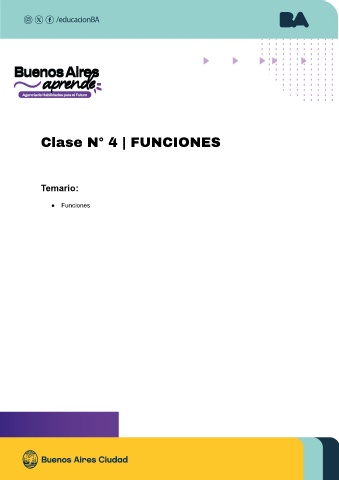 /educacionBA
BA
Buenos Aires
aprende
Agencia de Habilidades para el Futuro
Clase N° 4 | FUNCIONES
Temario:
● Funciones
Buenos Aires Ciudad